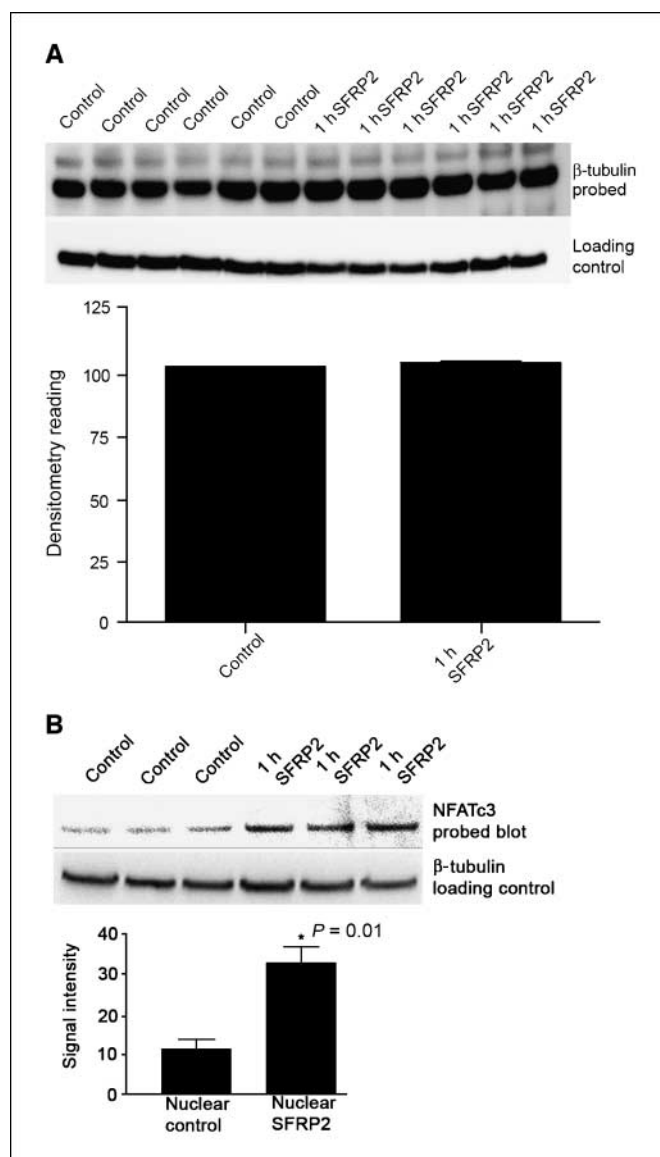 A
Control Control Control Control Control Control 1 hSFRP2 1 hSFRP2 1 hSFRP2 1 hSFRP2 1 hSFRP2 1 hSFRP2
β-tubulin
probed
Loading
control
Densitometry reading
125
100
75
50
25
0
Control
1 h
SFRP2
B
Control Control Control 1 h SFRP2 1 h SFRP2 1 h SFRP2
NFATc3
probed blot
β-tubulin
loading control
Signal intensity
40
30
20
10
0
* P = 0.01
Nuclear
control
Nuclear
SFRP2